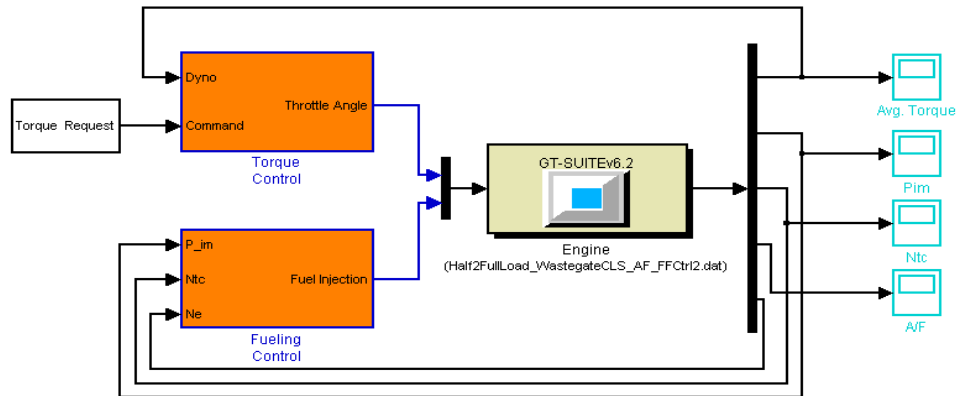 Torque Request
Dyno
Command
Throttle Angle
Torque
Control
P_im
Ntc
Ne
Fuel Injection
Fueling
Control
GT-SUITEv6.2
Engine
(Half2FullLoad_WastegateCLS_AF_FFCtrl2.dat)
Avg. Torque
Pim
Ntc
A/F